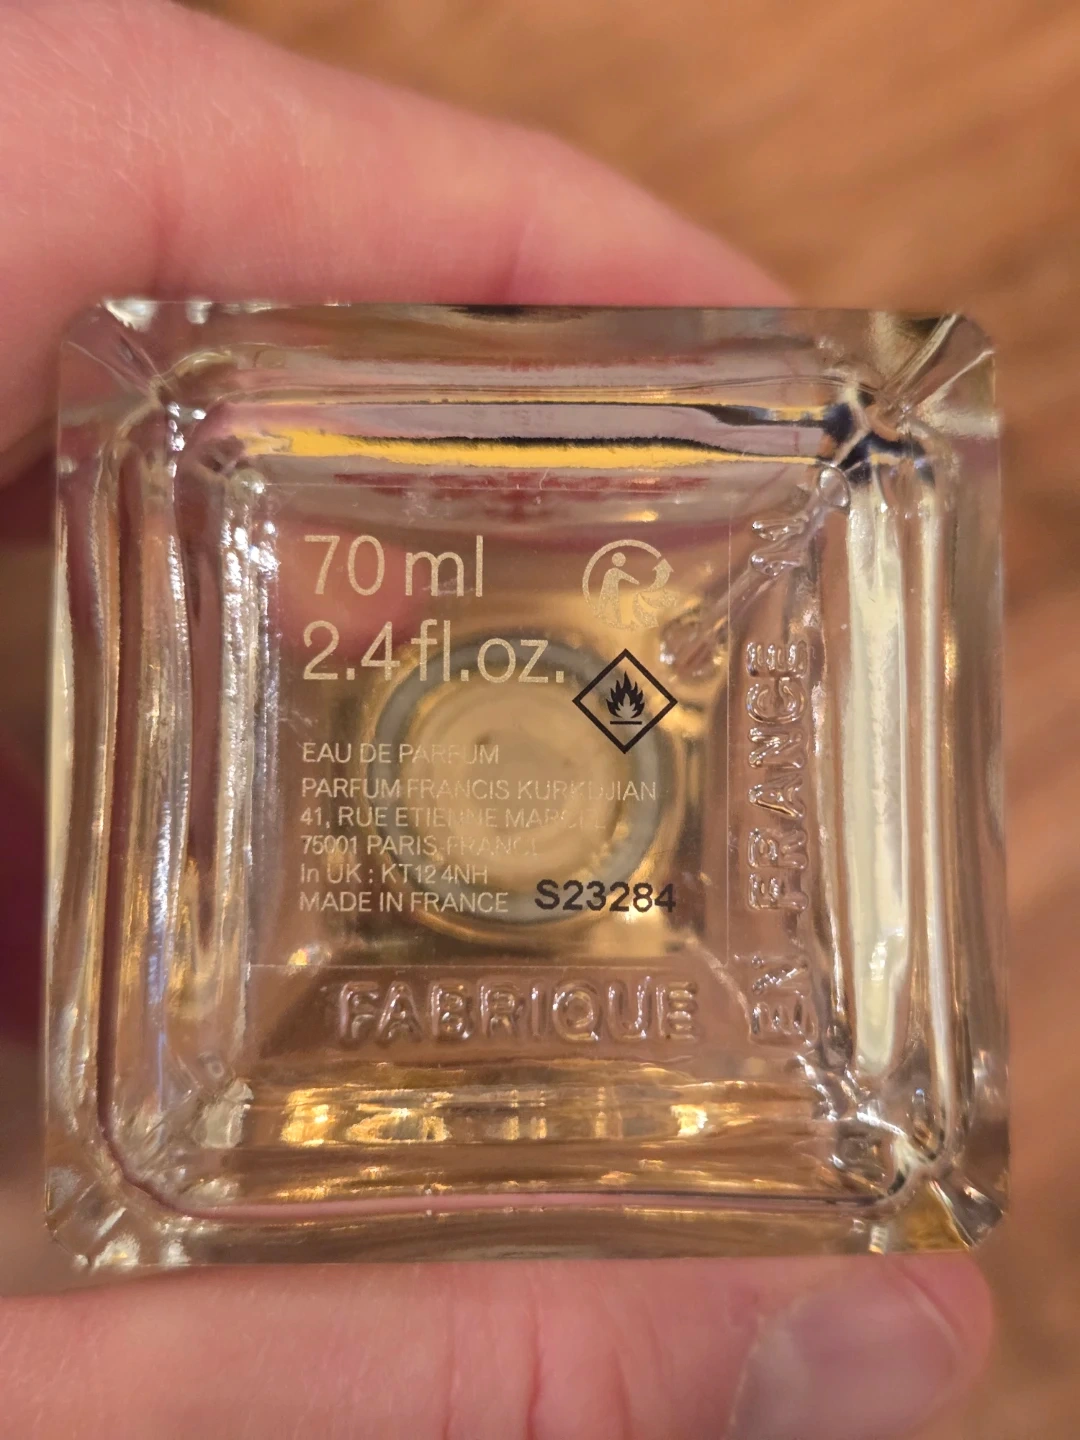 70 ml
2.4 fl.oz.
EAU DE PARFUM
PARFUM FRANCIS KURKDJIAN
41, RUE ETIENNE MARCEL
75001 PARIS-FRANCE
In UK : KT12 4NH
MADE IN FRANCE
S23284
FABRIQUE
EN FRANCE